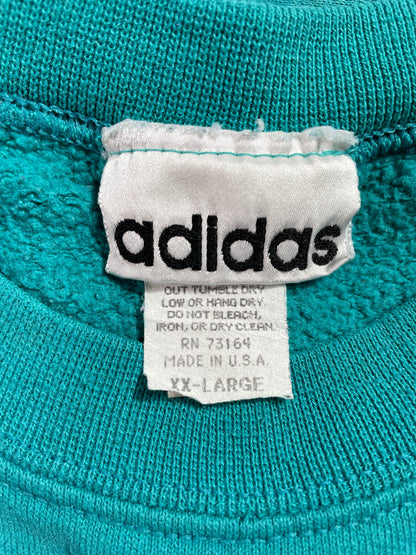 adidas
OUT TUMBLE DRY
LOW OR HANG DRY.
DO NOT BLEACH,
IRON, OR DRY CLEAN.
RN 73164
MADE IN U.S.A.
XX-LARGE